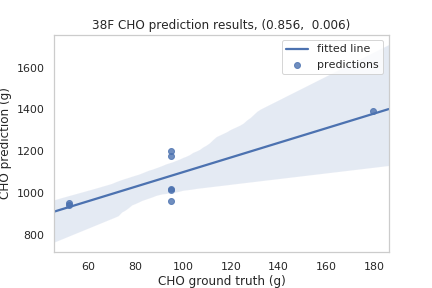 38F CHO prediction results, (0.856,  0.006)
fitted line
predictions
CHO prediction (g)
1600
1400
1200
1000
800
60 80 100 120 140 160 180
CHO ground truth (g)